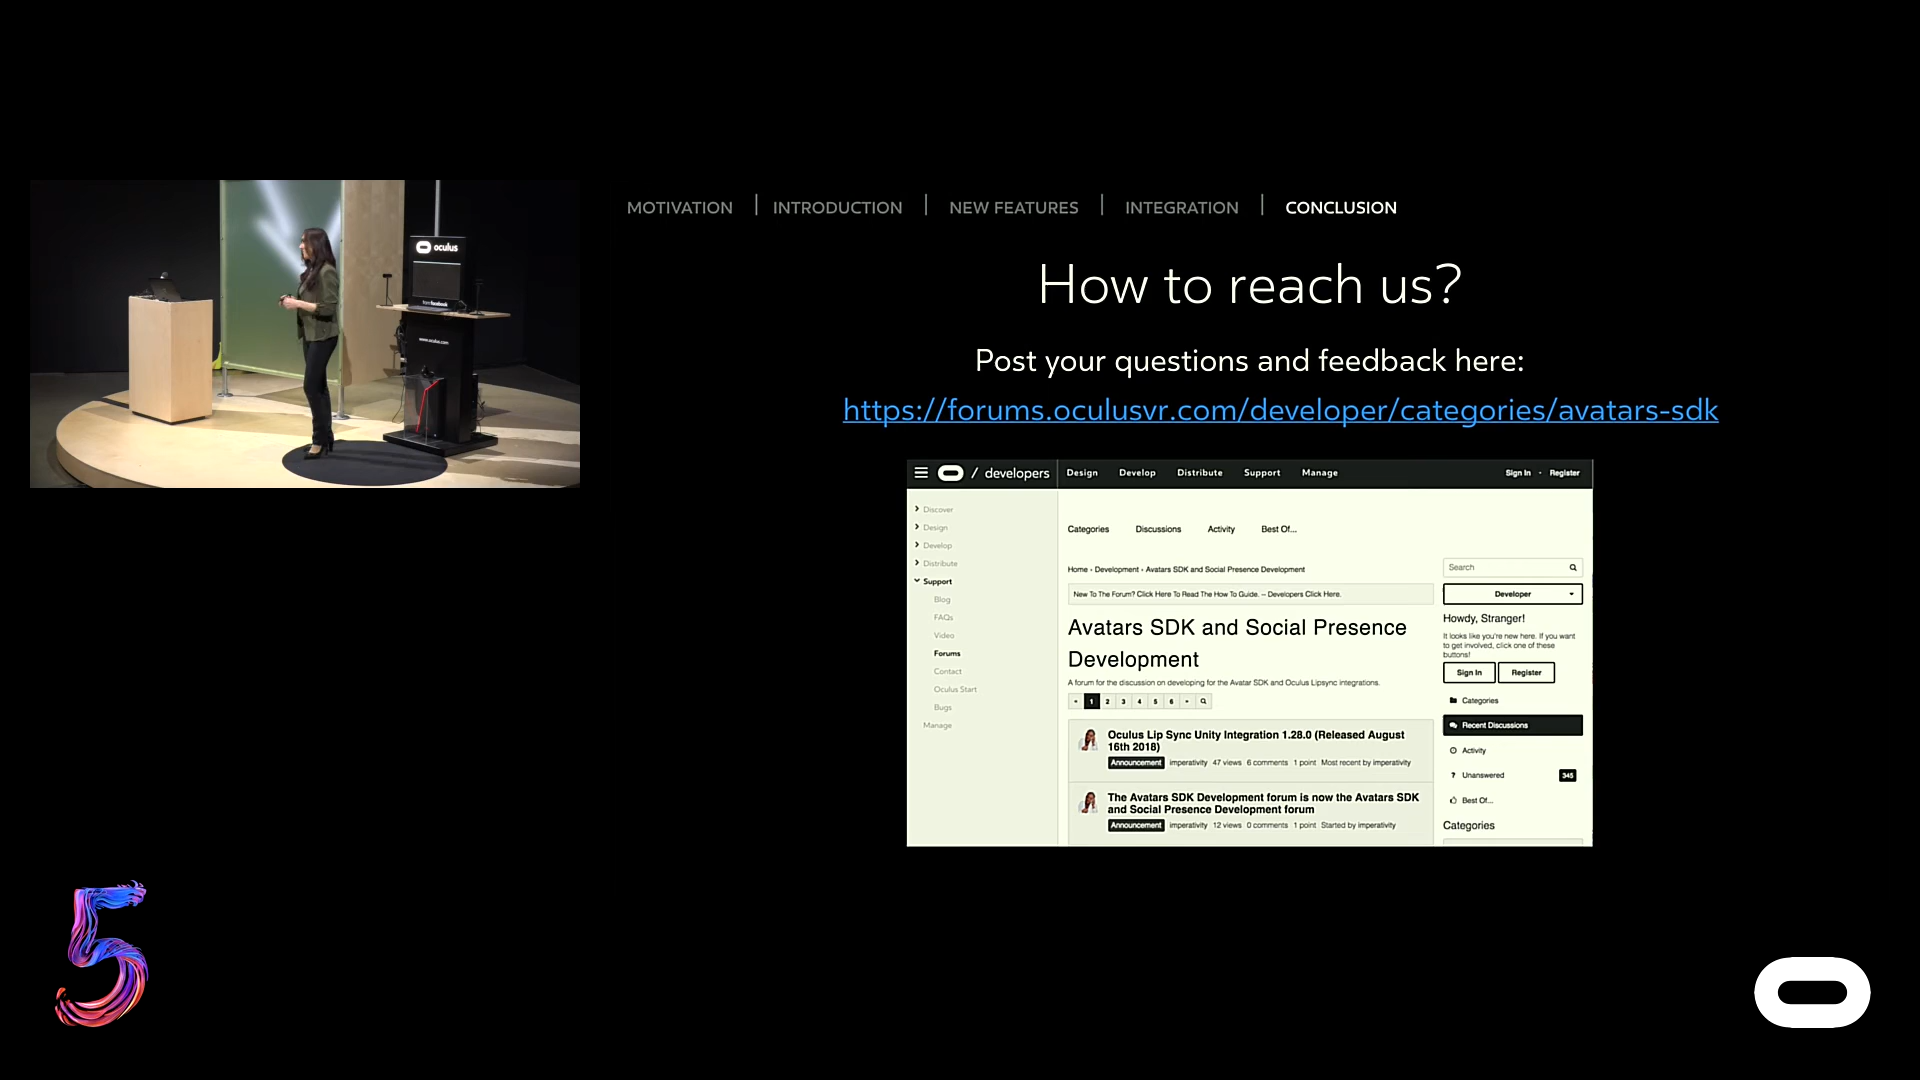 oculus
from facebook
www.oculus.com
MOTIVATION | INTRODUCTION | NEW FEATURES | INTEGRATION | CONCLUSION
How to reach us?
Post your questions and feedback here:
https://forums.oculusvr.com/developer/categories/avatars-sdk
/ developers
Design Develop Distribute Support Manage
Sign In · Register
Discover
Design
Develop
Distribute
Support
Blog
FAQs
Video
Forums
Contact
Oculus Start
Bugs
Manage
Categories Discussions Activity Best Of...
Home › Development › Avatars SDK and Social Presence Development
New To The Forum? Click Here To Read The How To Guide. -- Developers Click Here.
Avatars SDK and Social Presence
Development
A forum for the discussion on developing for the Avatar SDK and Oculus Lipsync integrations.
« 1 2 3 4 5 6 »
Oculus Lip Sync Unity Integration 1.28.0 (Released August
16th 2018)
Announcement imperativity 47 views 6 comments 1 point Most recent by imperativity
The Avatars SDK Development forum is now the Avatars SDK
and Social Presence Development forum
Announcement imperativity 12 views 0 comments 1 point Started by imperativity
Search
Developer
Howdy, Stranger!
It looks like you're new here. If you want
to get involved, click one of these
buttons!
Sign In Register
Categories
Recent Discussions
Activity
? Unanswered 345
Best Of...
Categories
5